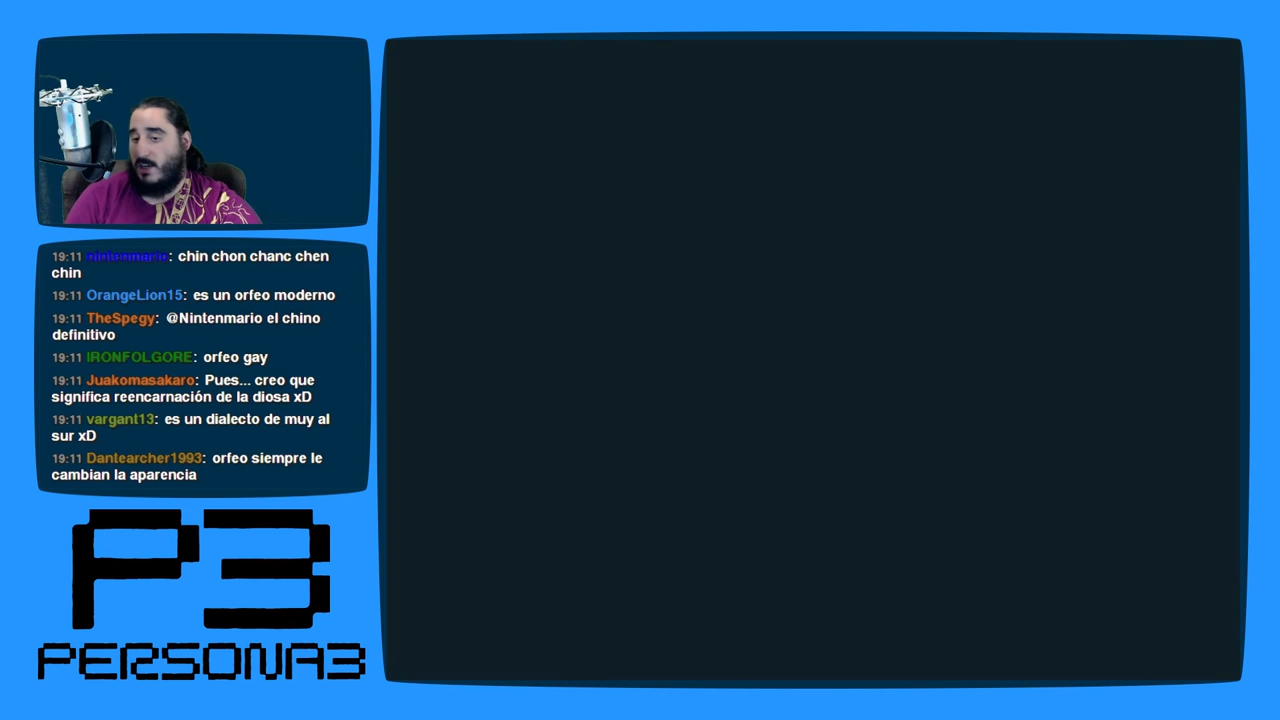 19:11 nintenmario: chin chon chanc chen
chin
19:11 OrangeLion15: es un orfeo moderno
19:11 TheSpegy: @Nintenmario el chino
definitivo
19:11 IRONFOLGORE: orfeo gay
19:11 Juakomasakaro: Pues... creo que
significa reencarnación de la diosa xD
19:11 vargant13: es un dialecto de muy al
sur xD
19:11 Dantearcher1993: orfeo siempre le
cambian la aparencia
P3
PERSONA3